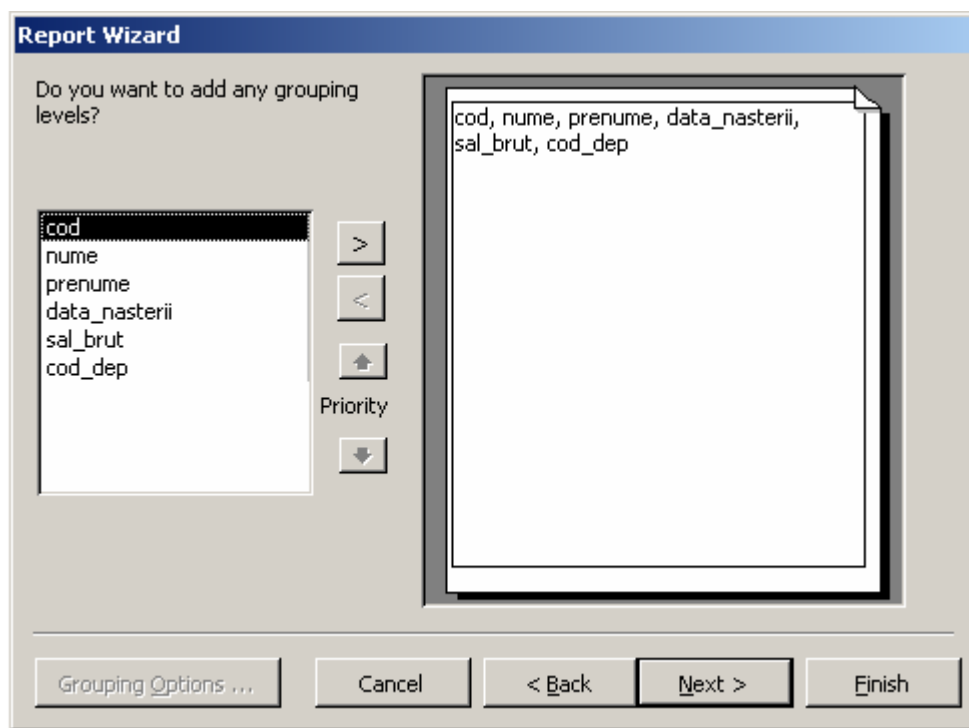 Report Wizard
Do you want to add any grouping
levels?
cod, nume, prenume, data_nasterii,
sal_brut, cod_dep
cod
nume
prenume
data_nasterii
sal_brut
cod_dep
>
<
Priority
Grouping Options ...
Cancel
< Back
Next >
Finish